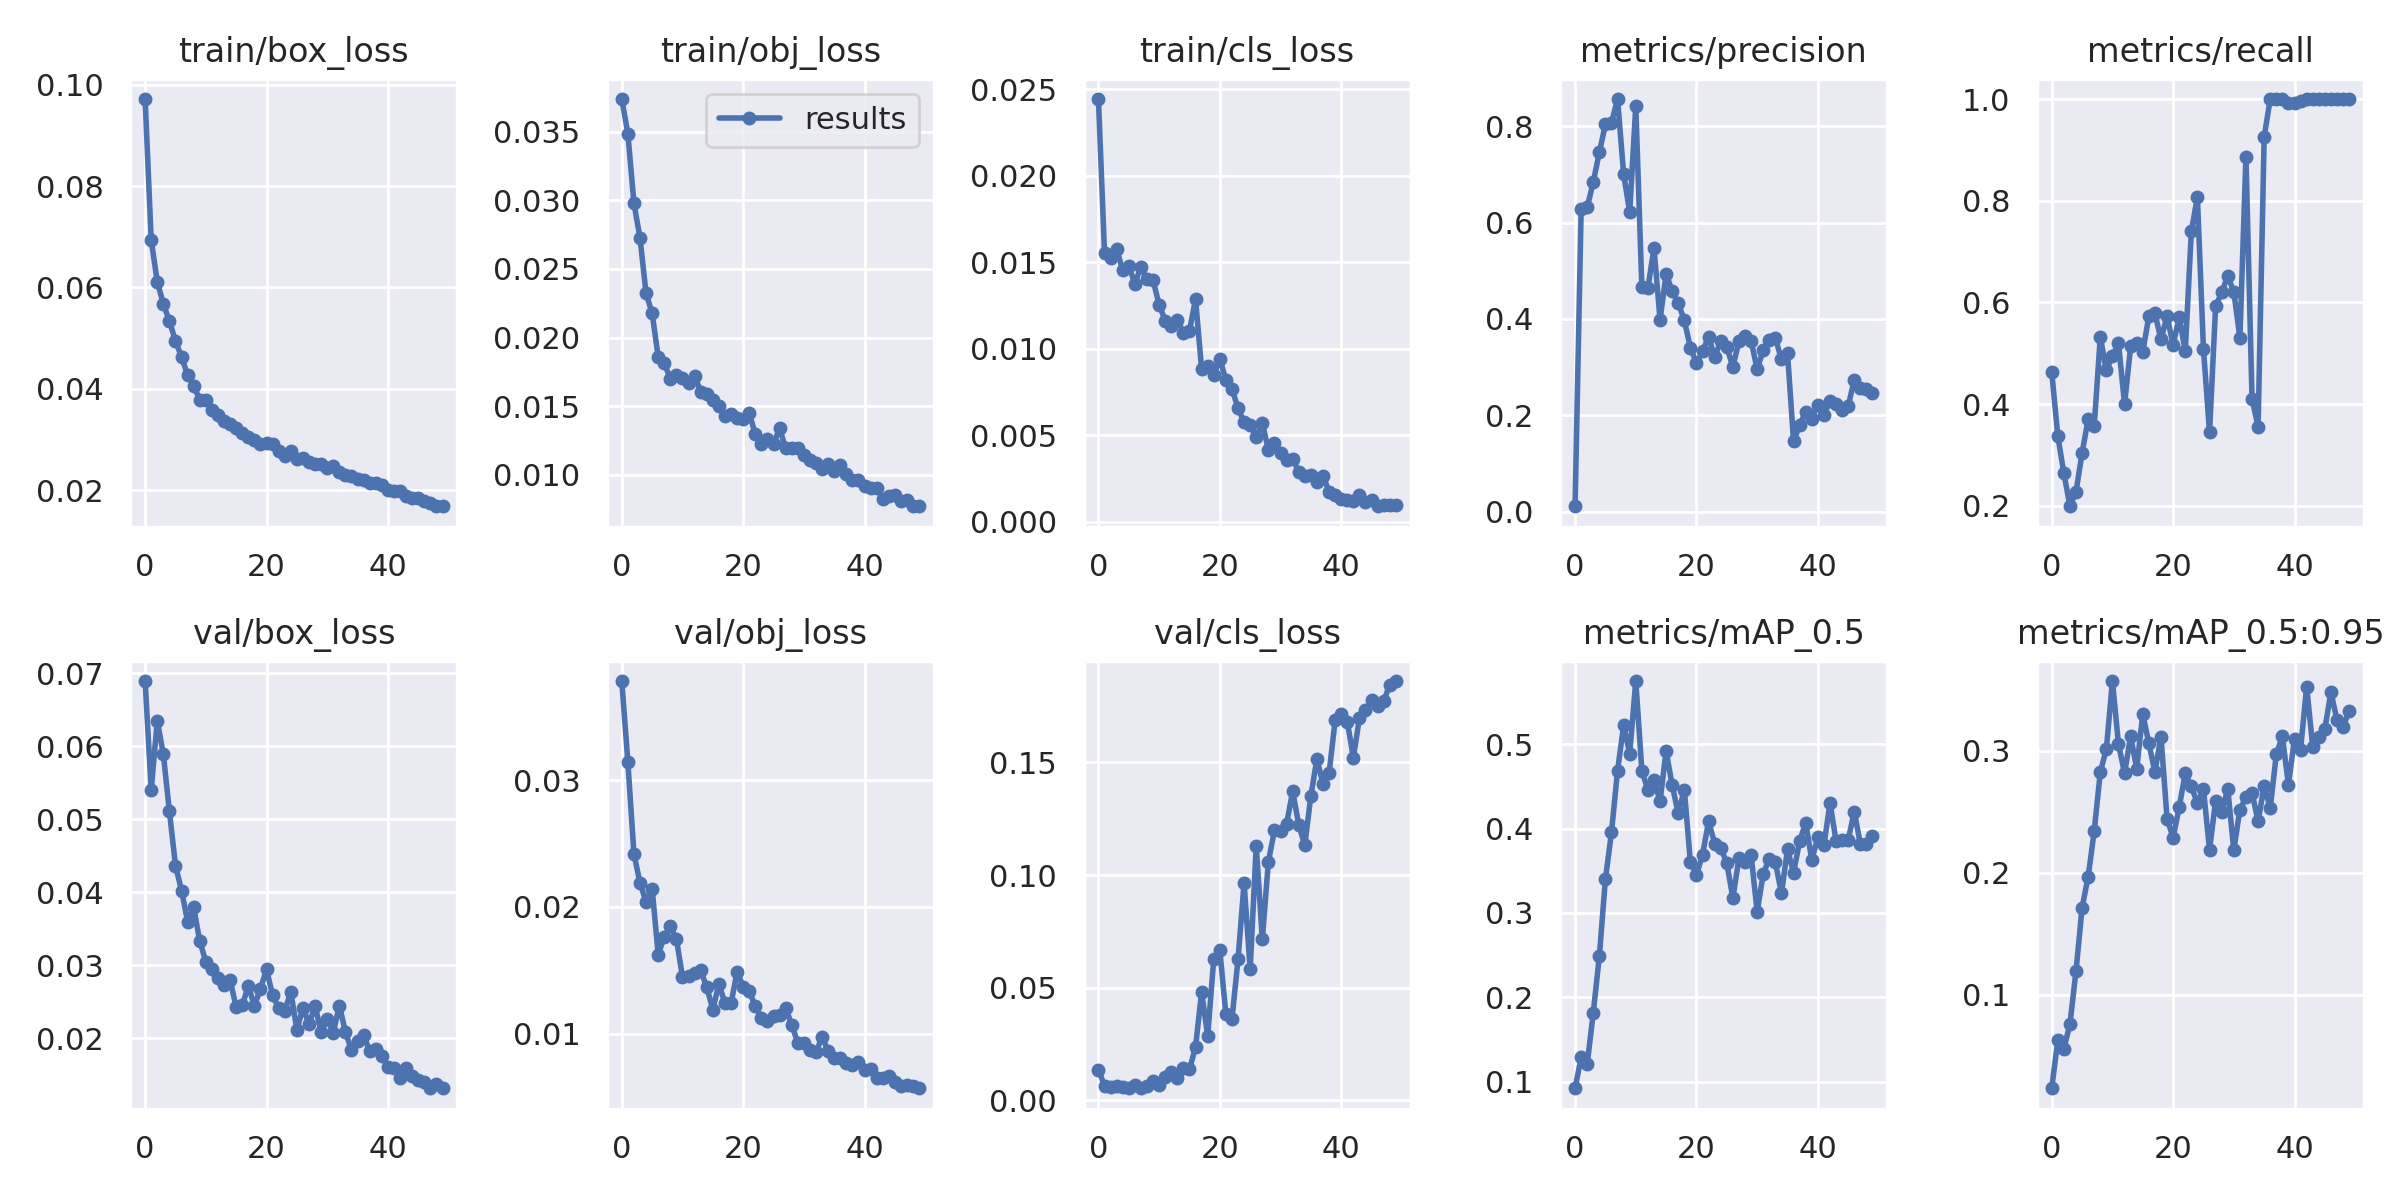 train/box_loss
0.10
0.08
0.06
0.04
0.02
0 20 40
train/obj_loss
results
0.035
0.030
0.025
0.020
0.015
0.010
0 20 40
train/cls_loss
0.025
0.020
0.015
0.010
0.005
0.000
0 20 40
metrics/precision
0.8
0.6
0.4
0.2
0.0
0 20 40
metrics/recall
1.0
0.8
0.6
0.4
0.2
0 20 40
val/box_loss
0.07
0.06
0.05
0.04
0.03
0.02
0 20 40
val/obj_loss
0.03
0.02
0.01
0 20 40
val/cls_loss
0.15
0.10
0.05
0.00
0 20 40
metrics/mAP_0.5
0.5
0.4
0.3
0.2
0.1
0 20 40
metrics/mAP_0.5:0.95
0.3
0.2
0.1
0 20 40